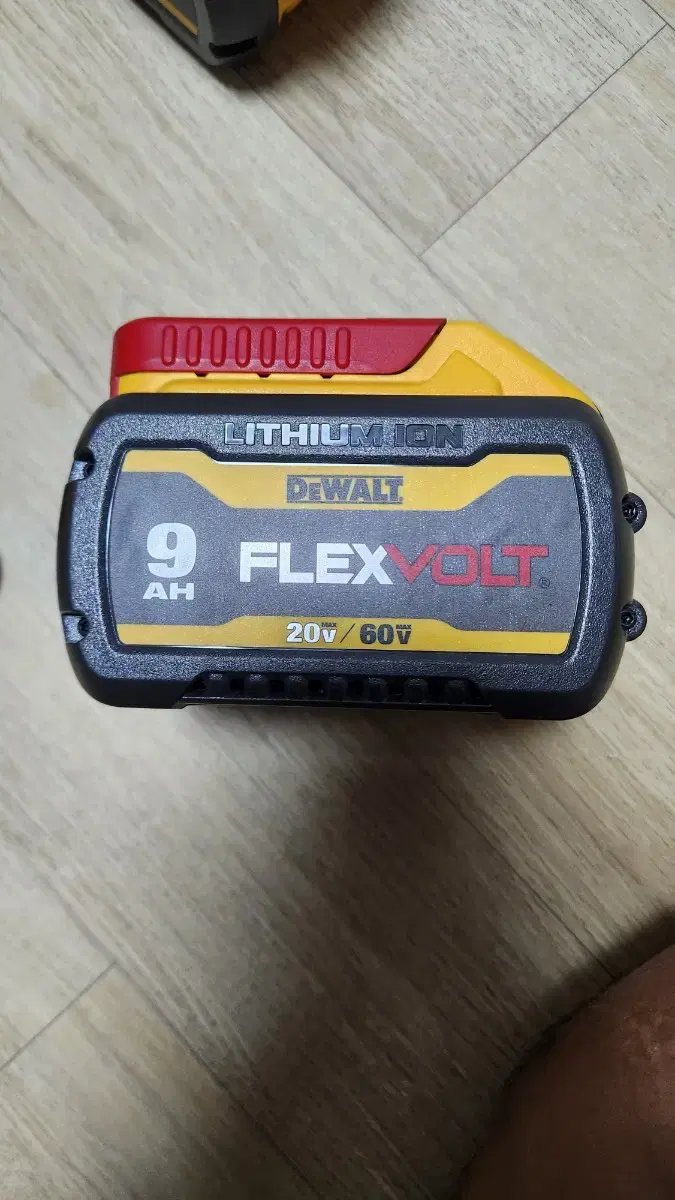 LITHIUM ION
DEWALT
9
AH
FLEXVOLT®
20V MAX / 60V MAX